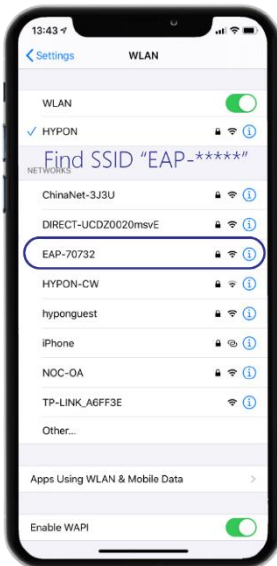 13:43
Settings
WLAN
WLAN
HYPON
Find SSID "EAP-*****"
NETWORKS
ChinaNet-3J3U
DIRECT-UCDZ0020msvE
EAP-70732
HYPON-CW
hyponguest
iPhone
NOC-OA
TP-LINK_A6FF3E
Other...
Apps Using WLAN & Mobile Data
Enable WAPI